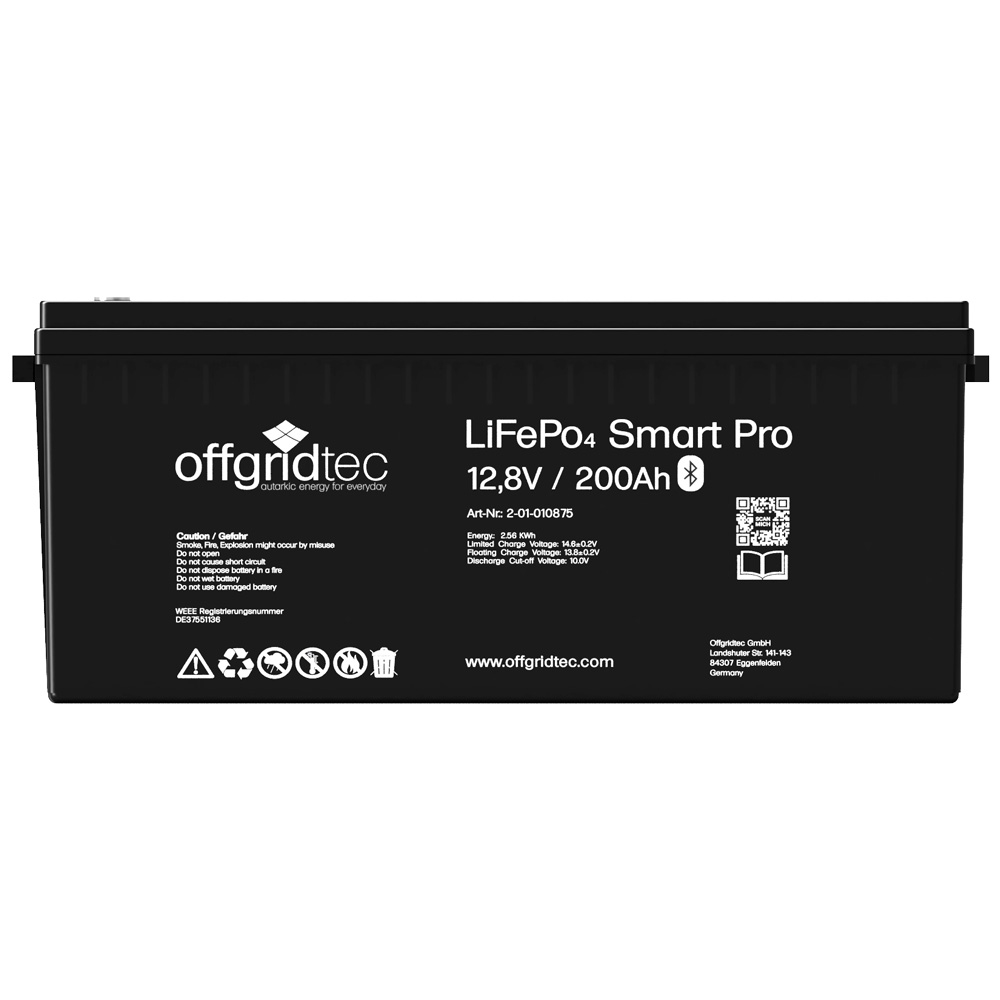 offgridtec
autarkic energy for everyday
LiFePo₄ Smart Pro
12,8V / 200Ah
Art-Nr.: 2-01-010875
Energy: 2.56 KWh
Limited Charge Voltage: 14.6±0.2V
Floating Charge Voltage: 13.8±0.2V
Discharge Cut-off Voltage: 10.0V
SCAN
MICH
Caution / Gefahr
Smoke, Fire, Explosion might occur by misuse
Do not open
Do not cause short circuit
Do not dispose battery in a fire
Do not wet battery
Do not use damaged battery
WEEE Registrierungsnummer
DE37551136
www.offgridtec.com
Offgridtec GmbH
Landshuter Str. 141-143
84307 Eggenfelden
Germany